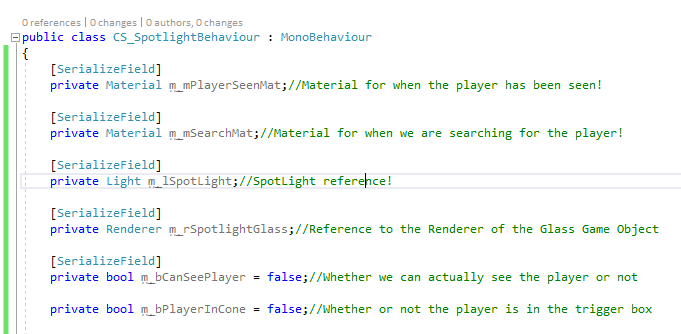 0 references | 0 changes | 0 authors, 0 changes
public class CS_SpotlightBehaviour : MonoBehaviour
{
[SerializeField]
private Material m_mPlayerSeenMat;//Material for when the player has been seen!
[SerializeField]
private Material m_mSearchMat;//Material for when we are searching for the player!
[SerializeField]
private Light m_lSpotLight;//SpotLight reference!
[SerializeField]
private Renderer m_rSpotlightGlass;//Reference to the Renderer of the Glass Game Object
[SerializeField]
private bool m_bCanSeePlayer = false;//Whether we can actually see the player or not
private bool m_bPlayerInCone = false;//Whether or not the player is in the trigger box